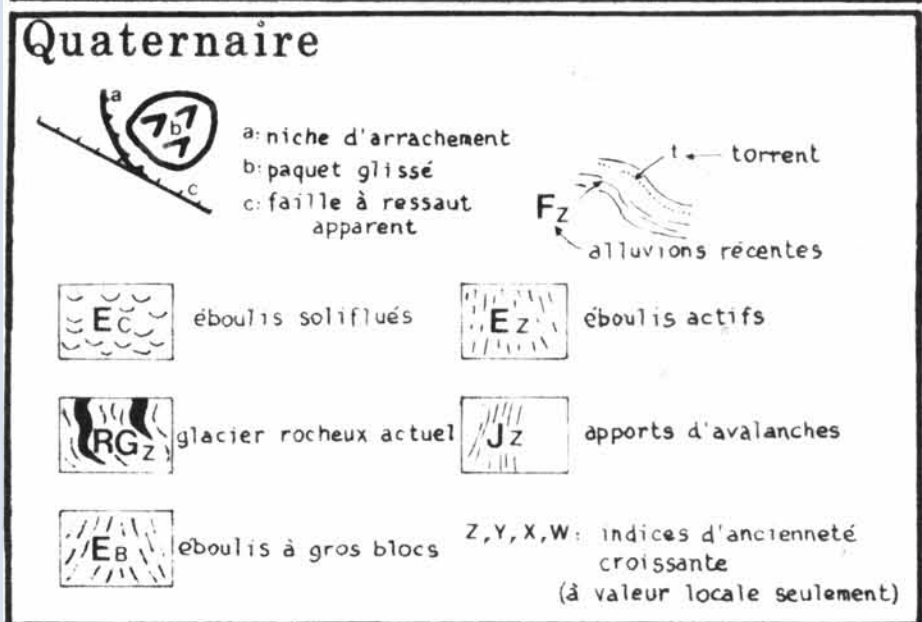 Quaternaire
a
b
c
a: niche d'arrachement
b: paquet glissé
c: faille à ressaut
apparent
t torrent
Fz
alluvions récentes
Ec éboulis soliflués
Ez éboulis actifs
RGz glacier rocheux actuel
Jz apports d'avalanches
EB éboulis à gros blocs
Z,Y,X,W: indices d'ancienneté
croissante
(à valeur locale seulement)